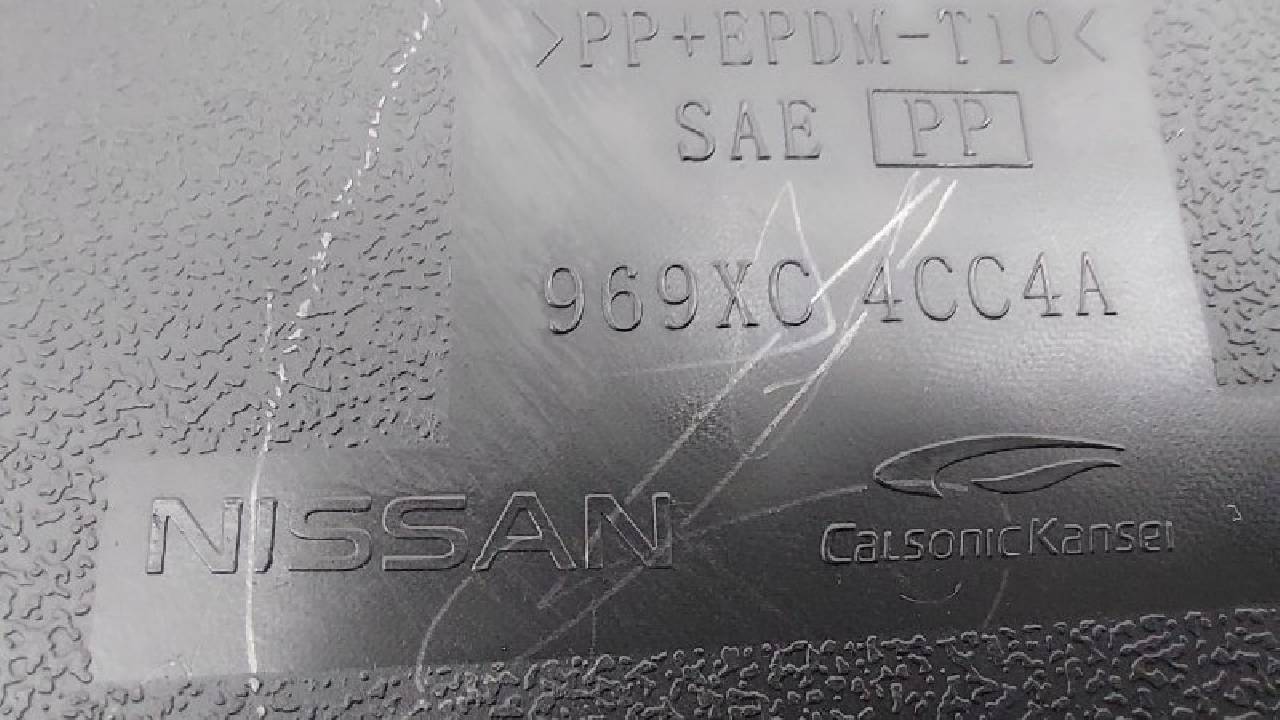 >PP+EPDM-T10<
SAE PP
969XC 4CC4A
NISSAN
CalsonicKansei